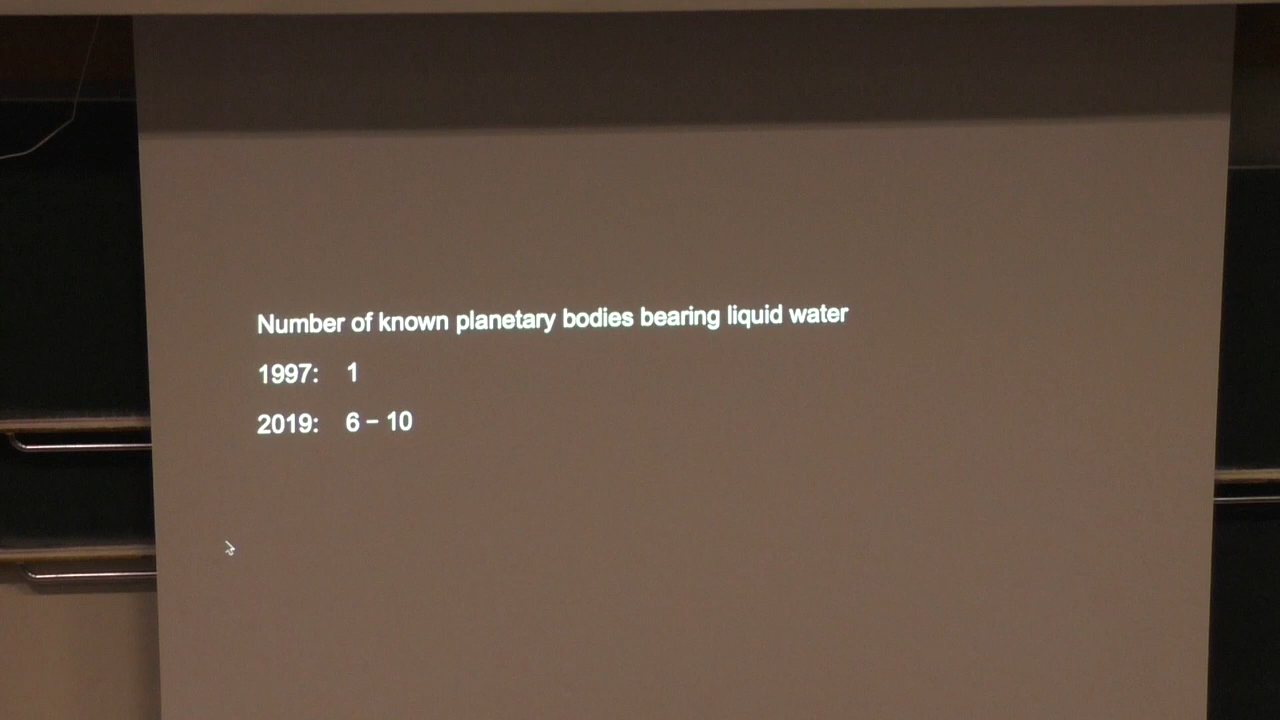 Number of known planetary bodies bearing liquid water
1997: 1
2019: 6 – 10